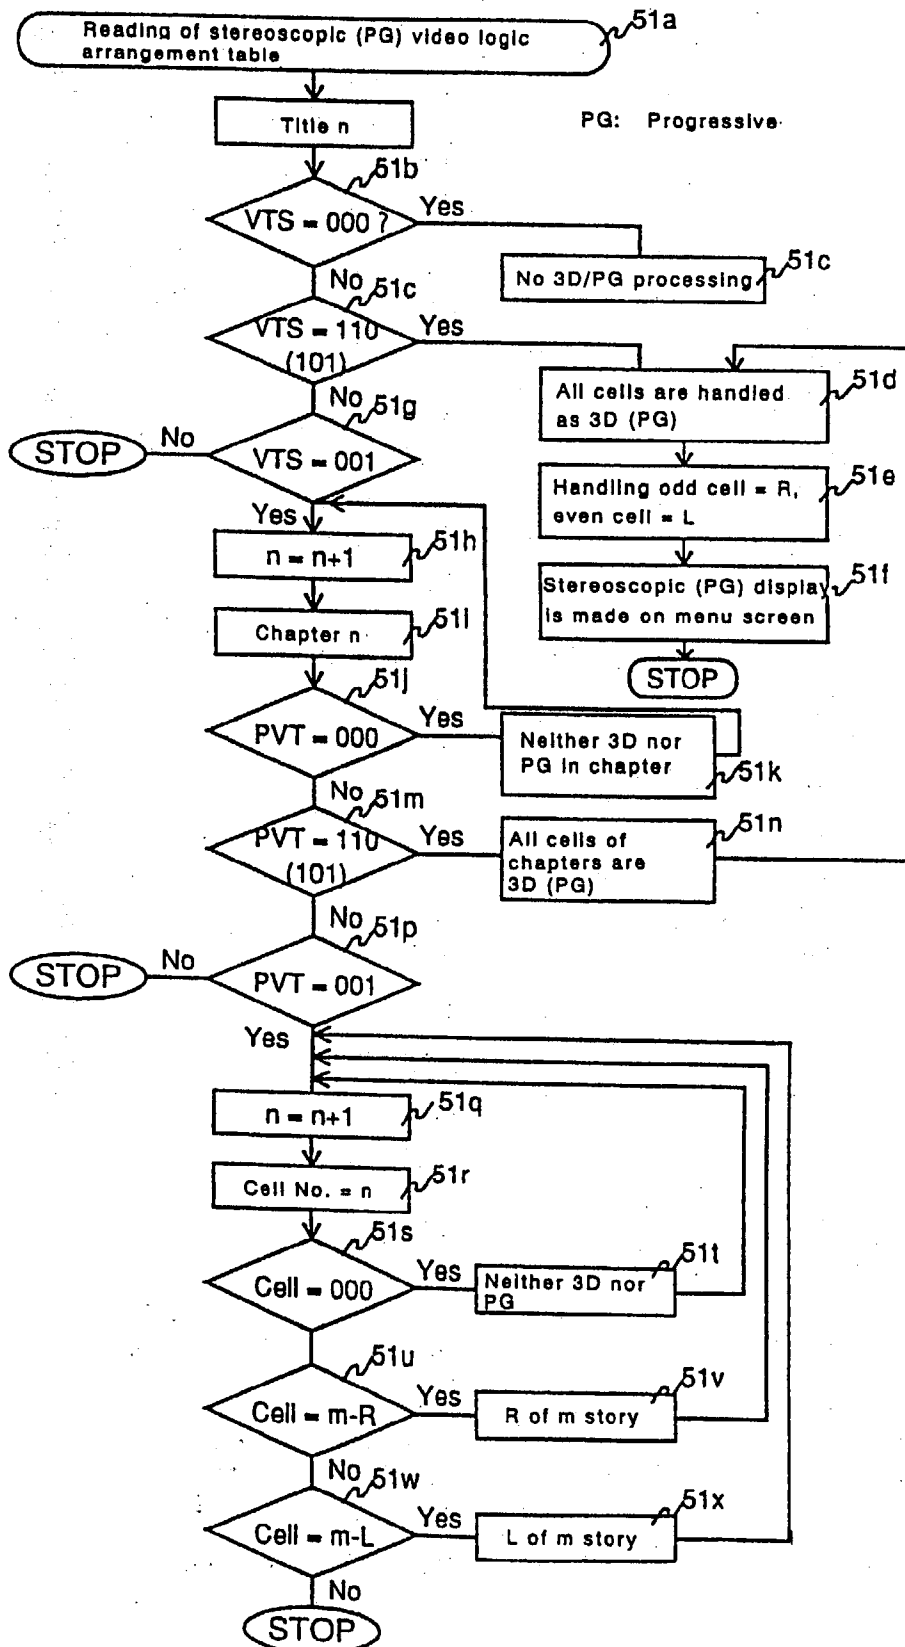 51a
Reading of stereoscopic (PG) video logic
arrangement table
Title n
PG: Progressive
51b
VTS = 000 ?
Yes
51c
No 3D/PG processing
No
51c
VTS = 110
(101)
Yes
51d
All cells are handled
as 3D (PG)
No
51g
STOP
No
VTS = 001
51e
Handling odd cell = R,
even cell = L
Yes
n = n+1
51h
51f
Stereoscopic (PG) display
is made on menu screen
Chapter n
51i
STOP
51j
PVT = 000
Yes
Neither 3D nor
PG in chapter
51k
No
51m
PVT = 110
(101)
Yes
51n
All cells of
chapters are
3D (PG)
No
51p
STOP
No
PVT = 001
Yes
n = n+1
51q
Cell No. = n
51r
51s
Cell = 000
Yes
51t
Neither 3D nor
PG
51u
Cell = m-R
Yes
51v
R of m story
No
51w
Cell = m-L
Yes
51x
L of m story
No
STOP